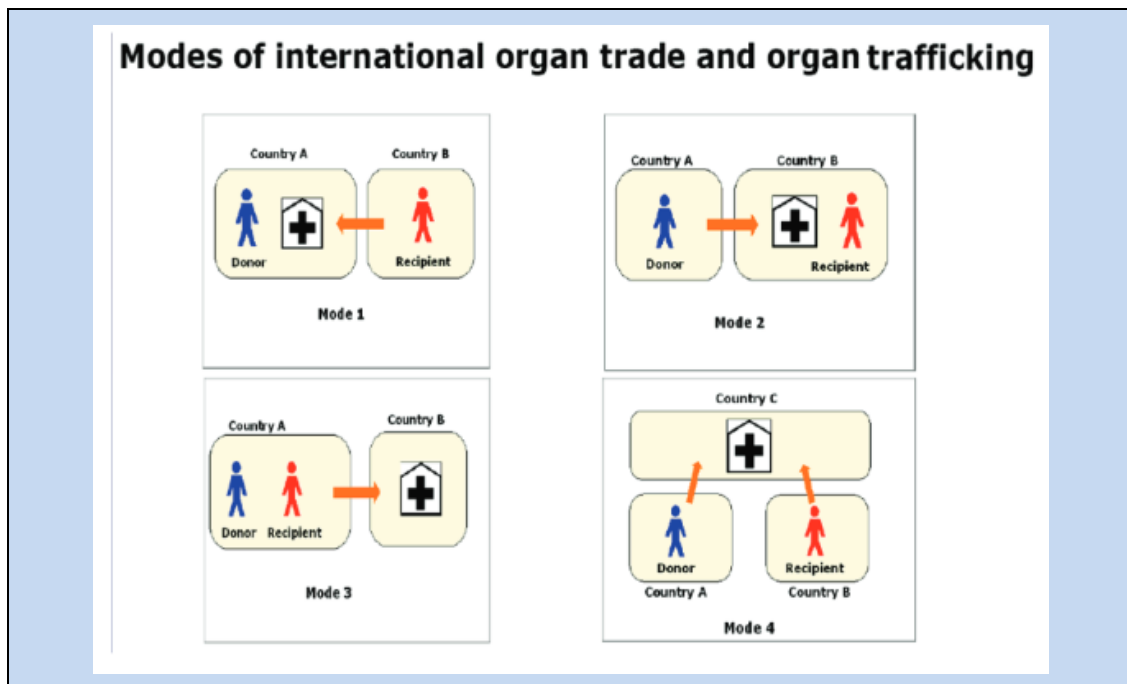 Modes of international organ trade and organ trafficking
Country A
Country B
Donor
Recipient
Mode 1
Country A
Country B
Donor
Recipient
Mode 2
Country A
Country B
Donor
Recipient
Mode 3
Country C
Donor
Recipient
Country A
Country B
Mode 4